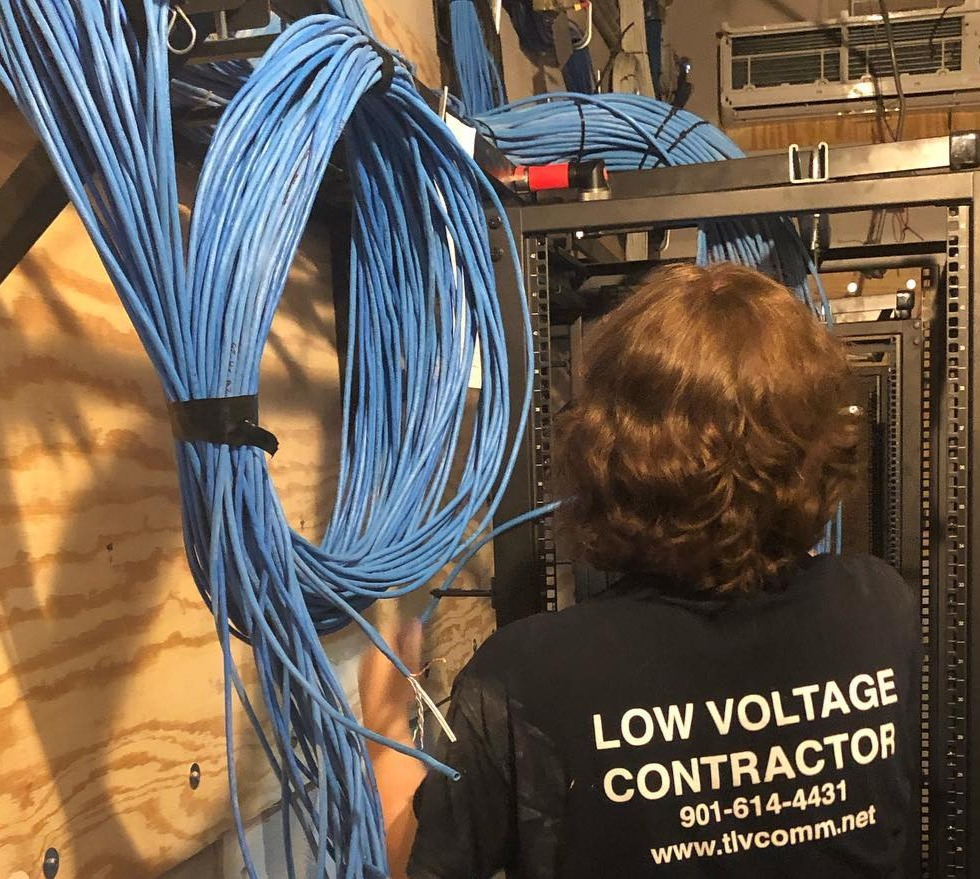 LOW VOLTAGE
CONTRACTOR
901-614-4431
www.tlvcomm.net